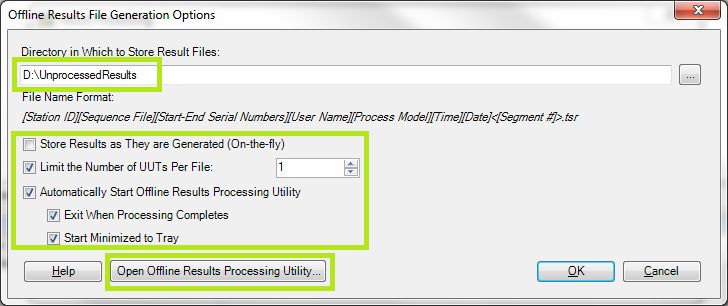 Offline Results File Generation Options
Directory in Which to Store Result Files:
D:\UnprocessedResults
...
File Name Format:
[Station ID][Sequence File][Start-End Serial Numbers][User Name][Process Model][Time][Date]<[Segment #]>.tsr
Store Results as They are Generated (On-the-fly)
Limit the Number of UUTs Per File: 1
Automatically Start Offline Results Processing Utility
Exit When Processing Completes
Start Minimized to Tray
Help Open Offline Results Processing Utility... OK Cancel